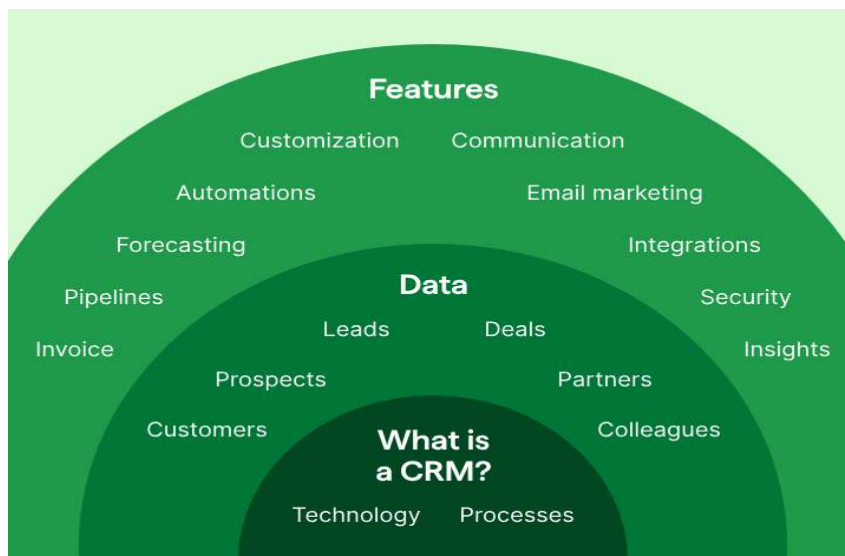 Features
Customization Communication
Automations Email marketing
Forecasting Integrations
Pipelines Security
Invoice Insights
Data
Leads Deals
Prospects Partners
Customers Colleagues
What is
a CRM?
Technology Processes